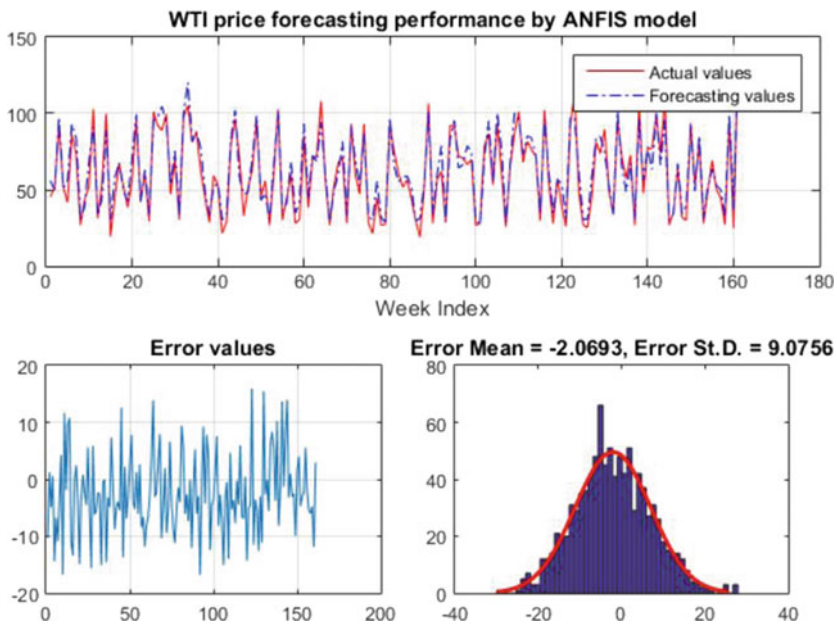 WTI price forecasting performance by ANFIS model
150
100
50
0
Actual values
Forecasting values
0 20 40 60 80 100 120 140 160 180
Week Index
Error values
20
10
0
-10
-20
0 50 100 150 200
Error Mean = -2.0693, Error St.D. = 9.0756
80
60
40
20
0
-40 -20 0 20 40